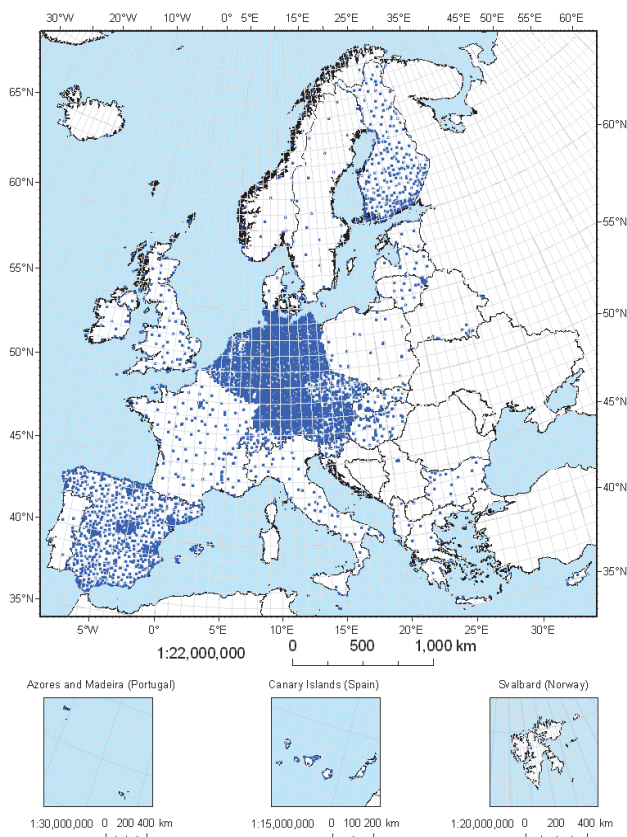 30°W 20°W 10°W 0° 5°E 10°E 15°E 20°E 25°E 35°E 45°E 50°E 55°E 60°E
65°N
60°N
60°N
55°N
55°N
50°N
50°N
45°N
45°N
40°N
40°N
35°N
35°N
5°W 0° 5°E 10°E 15°E 20°E 25°E 30°E
1:22,000,000 0 500 1,000 km
Azores and Madeira (Portugal) Canary Islands (Spain) Svalbard (Norway)
1:30,000,000 0 200 400 km 1:15,000,000 0 100 200 km 1:20,000,000 0 200 400 km